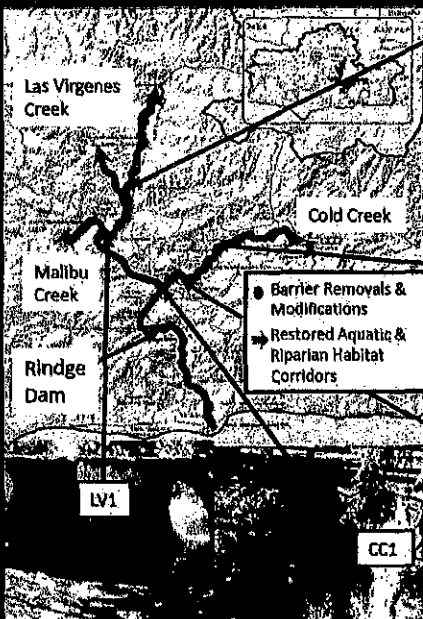 Las Virgenes
Creek
Cold Creek
Malibu
Creek
Barrier Removals &
Modifications
Restored Aquatic &
Riparian Habitat
Corridors
Rindge
Dam
LV1
CC1